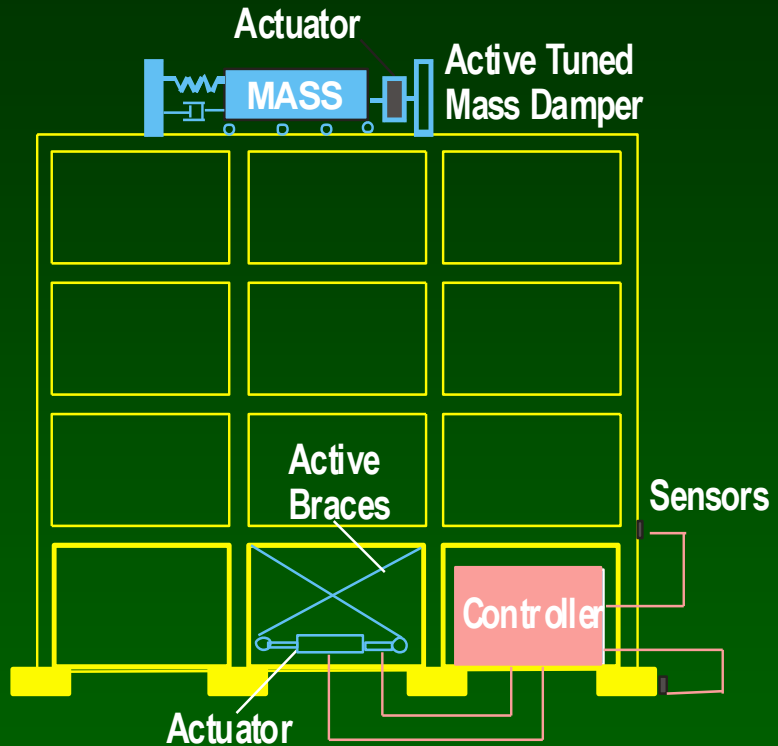 Actuator
Active Tuned
Mass Damper
MASS
Active
Braces
Sensors
Controller
Actuator